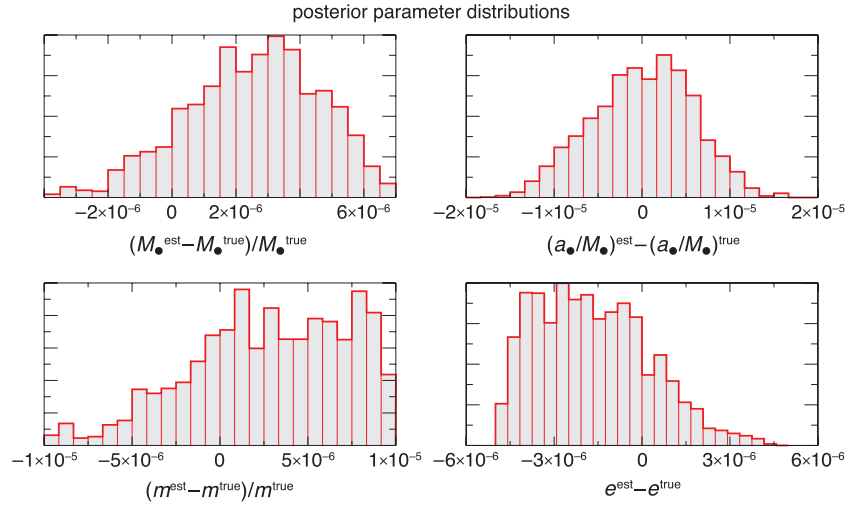 posterior parameter distributions
−2×10⁻⁶ 0 2×10⁻⁶ 6×10⁻⁶
(M●ᵉˢᵗ−M●ᵗʳᵘᵉ)/M●ᵗʳᵘᵉ
−2×10⁻⁵ −1×10⁻⁵ 0 1×10⁻⁵ 2×10⁻⁵
(a●/M●)ᵉˢᵗ−(a●/M●)ᵗʳᵘᵉ
−1×10⁻⁵ −5×10⁻⁶ 0 5×10⁻⁶ 1×10⁻⁵
(mᵉˢᵗ−mᵗʳᵘᵉ)/mᵗʳᵘᵉ
−6×10⁻⁶ −3×10⁻⁶ 0 3×10⁻⁶ 6×10⁻⁶
eᵉˢᵗ−eᵗʳᵘᵉ